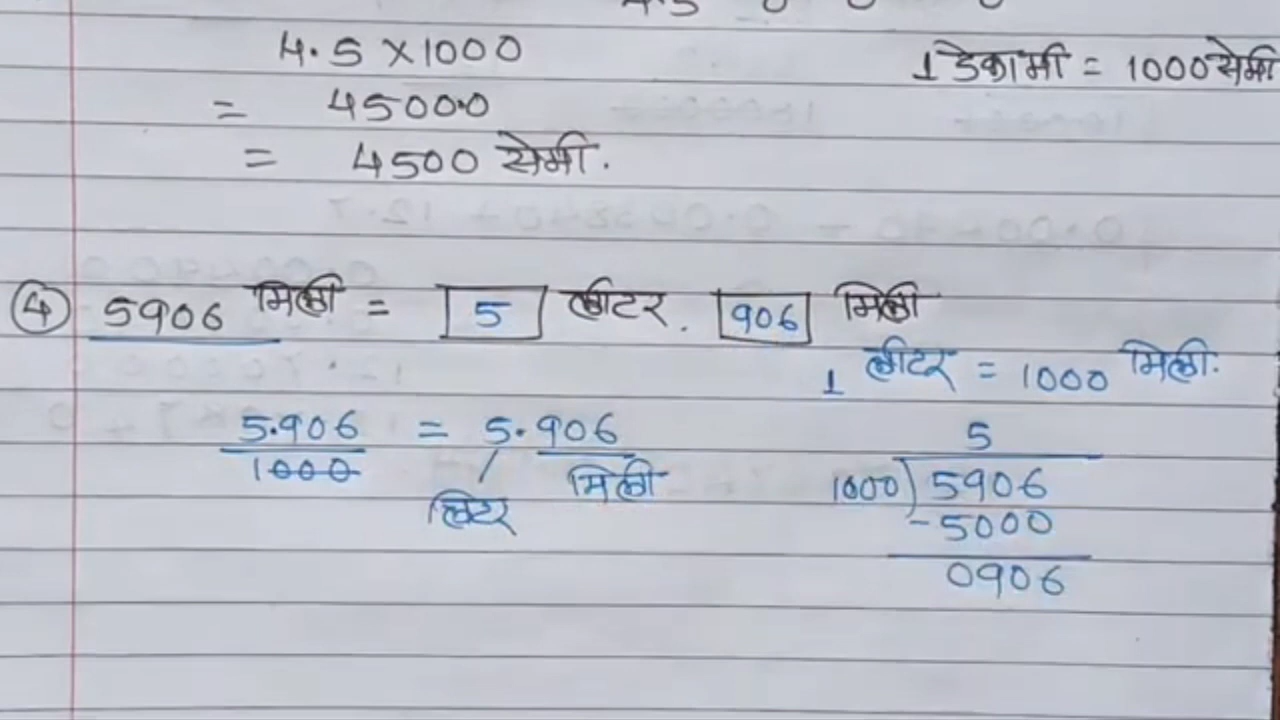 4.5 × 1000
1 डेकामी = 1000 सेमी
= 4500.0
= 4500 सेमी.
④ 5906 मिली = 5 लीटर. 906 मिली
1 लीटर = 1000 मिली.
5.906 = 5.906
1000
लिटर मिली
5
1000) 5906
-5000
0906